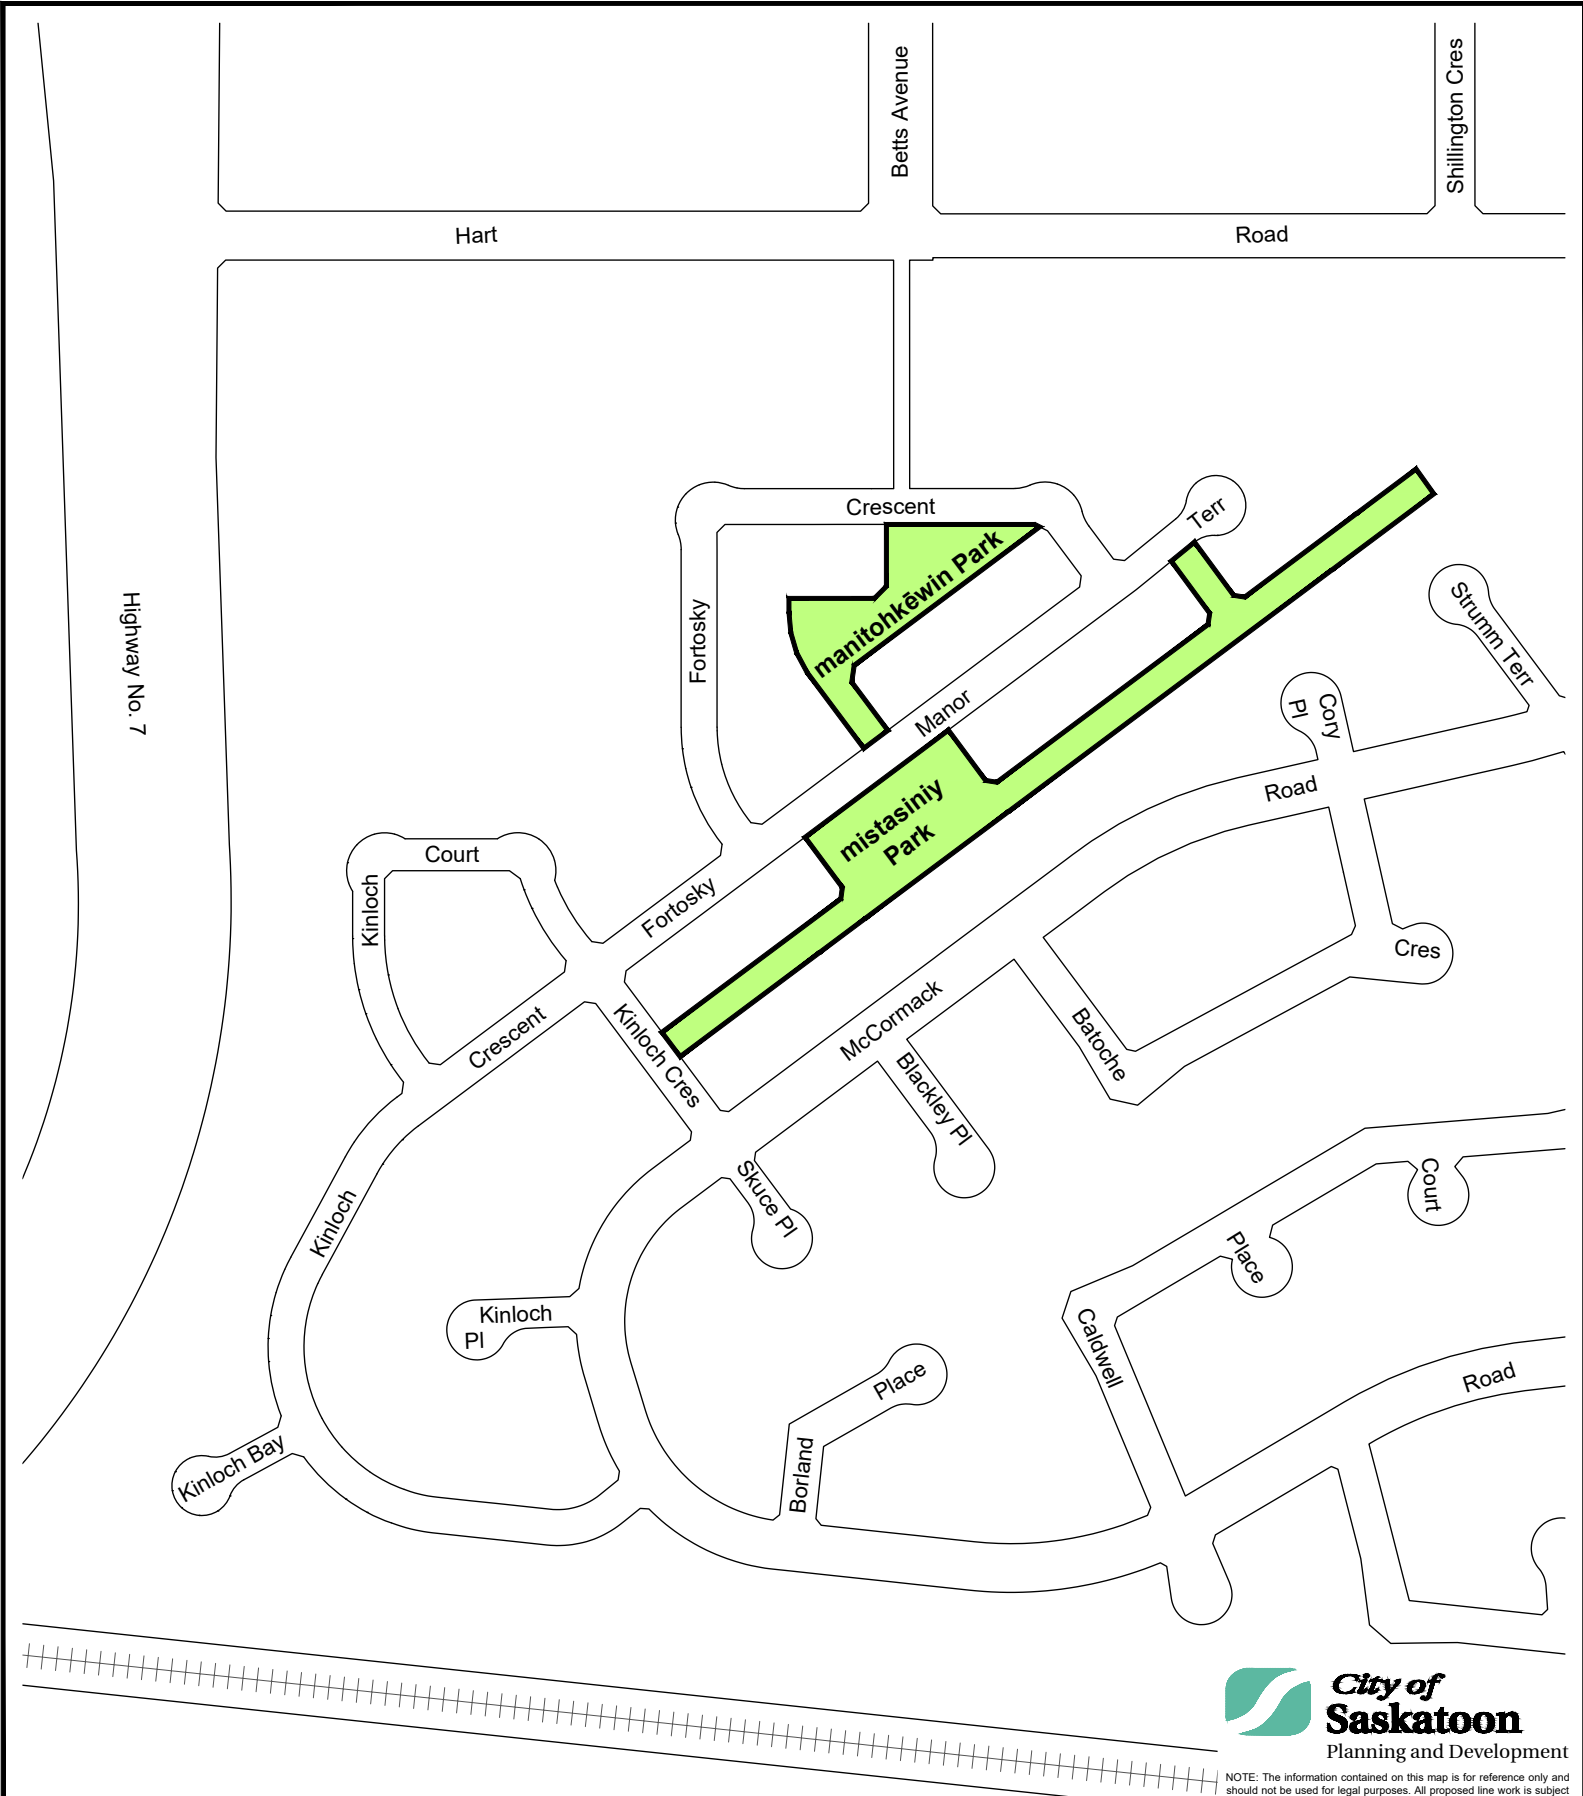 Betts Avenue
Shillington Cres
Hart
Road
Crescent
Terr
manitohkēwin Park
Fortosky
Highway No. 7
Strumm Terr
Cory
Pl
Manor
Road
mistasiniy
Park
Court
Kinloch
Fortosky
Cres
Crescent
Kinloch Cres
McCormack
Batoche
Blackley Pl
Skuce Pl
Court
Kinloch
Place
Kinloch
Pl
Caldwell
Place
Road
Borland
Kinloch Bay
City of
Saskatoon
Planning and Development
NOTE: The information contained on this map is for reference only and
should not be used for legal purposes. All proposed line work is subject